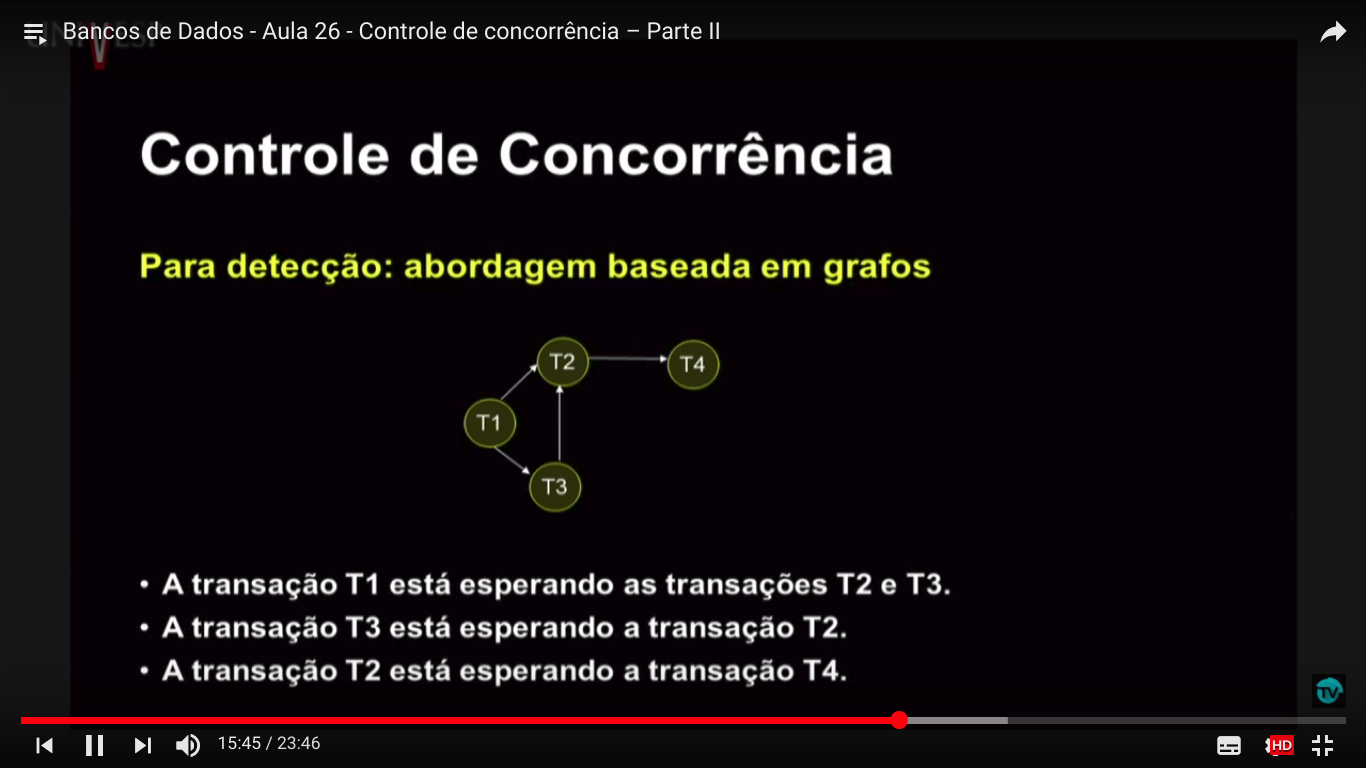 Bancos de Dados - Aula 26 - Controle de concorrência – Parte II
Controle de Concorrência
Para detecção: abordagem baseada em grafos
T2
T4
T1
T3
• A transação T1 está esperando as transações T2 e T3.
• A transação T3 está esperando a transação T2.
• A transação T2 está esperando a transação T4.
TV
15:45 / 23:46
HD